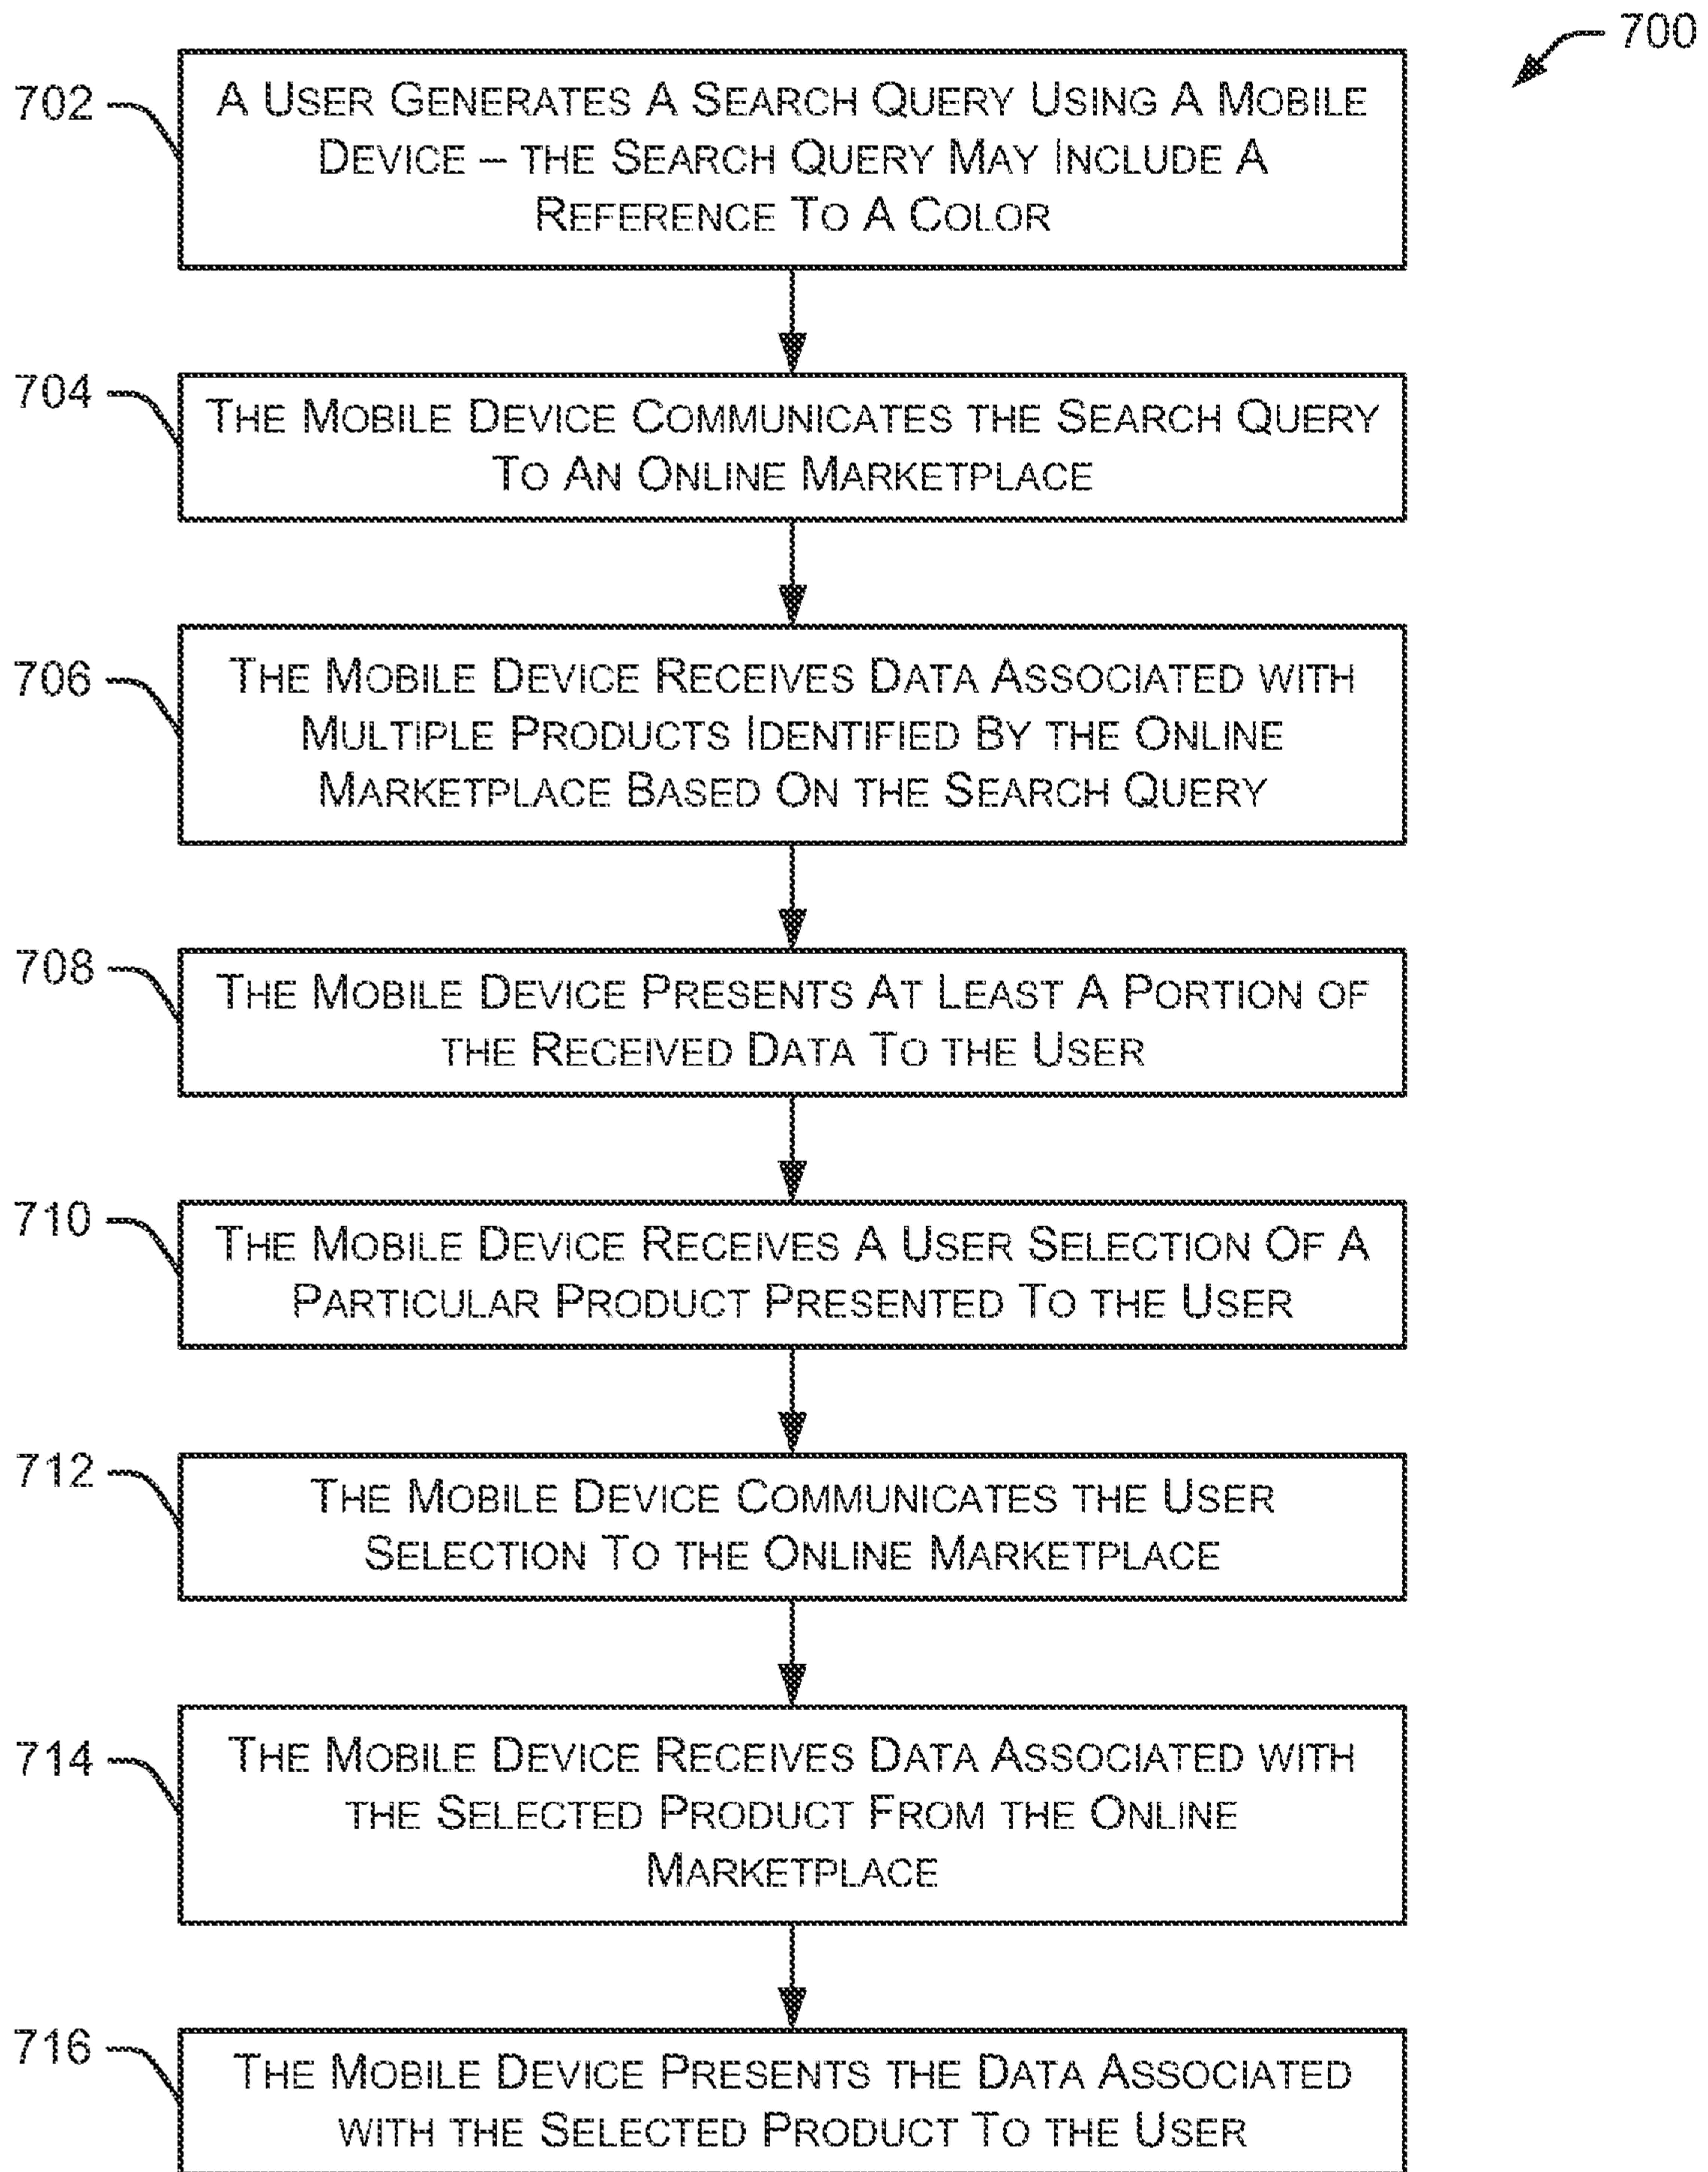 700
702
A USER GENERATES A SEARCH QUERY USING A MOBILE
DEVICE – THE SEARCH QUERY MAY INCLUDE A
REFERENCE TO A COLOR
704
THE MOBILE DEVICE COMMUNICATES THE SEARCH QUERY
TO AN ONLINE MARKETPLACE
706
THE MOBILE DEVICE RECEIVES DATA ASSOCIATED WITH
MULTIPLE PRODUCTS IDENTIFIED BY THE ONLINE
MARKETPLACE BASED ON THE SEARCH QUERY
708
THE MOBILE DEVICE PRESENTS AT LEAST A PORTION OF
THE RECEIVED DATA TO THE USER
710
THE MOBILE DEVICE RECEIVES A USER SELECTION OF A
PARTICULAR PRODUCT PRESENTED TO THE USER
712
THE MOBILE DEVICE COMMUNICATES THE USER
SELECTION TO THE ONLINE MARKETPLACE
714
THE MOBILE DEVICE RECEIVES DATA ASSOCIATED WITH
THE SELECTED PRODUCT FROM THE ONLINE
MARKETPLACE
716
THE MOBILE DEVICE PRESENTS THE DATA ASSOCIATED
WITH THE SELECTED PRODUCT TO THE USER